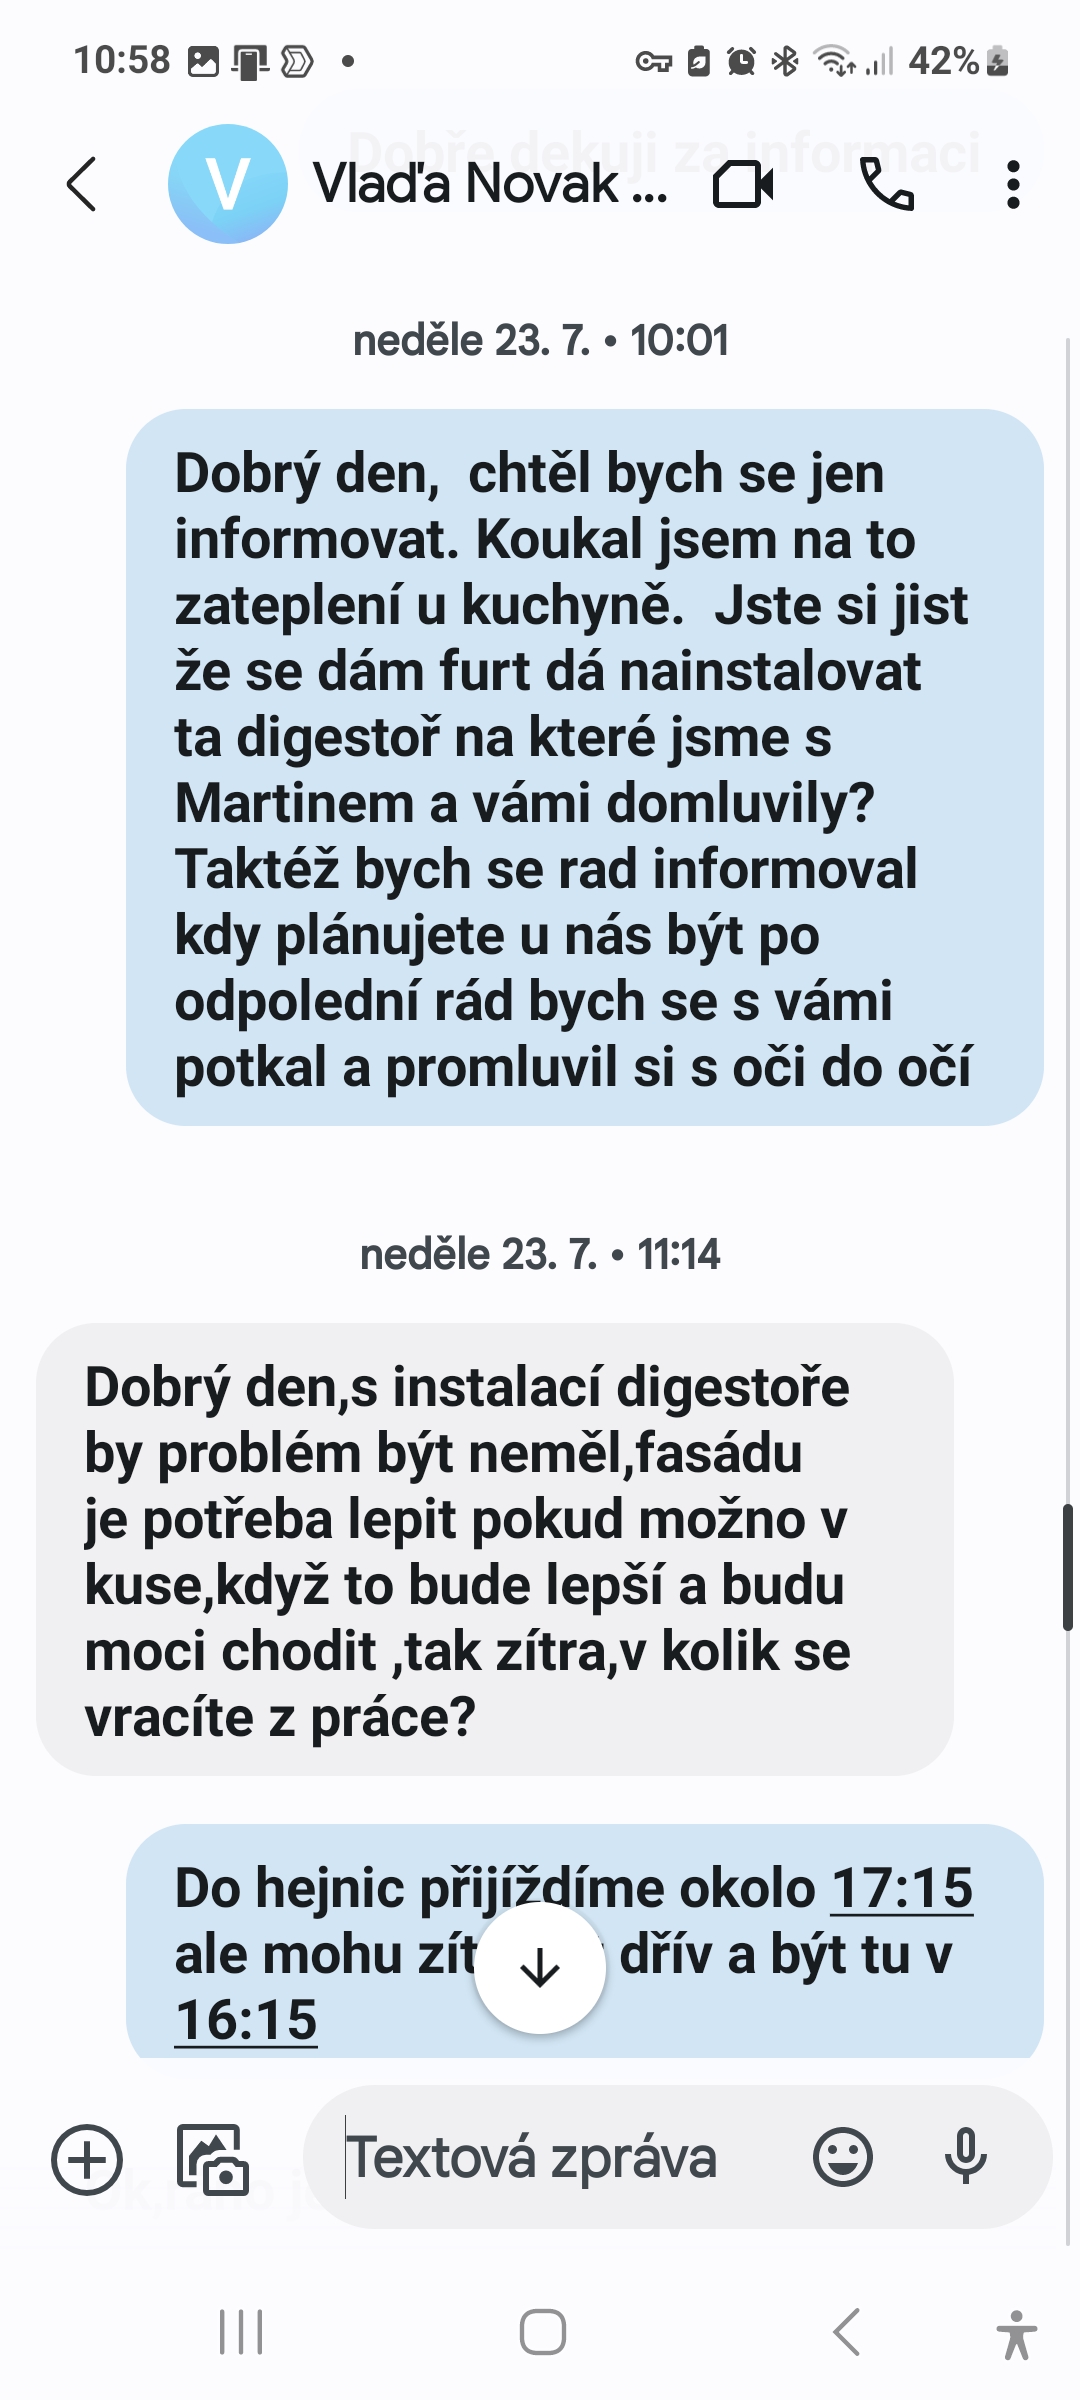 10:58
42%
Dobře dekuji za informaci
Vlaďa Novak ...
neděle 23. 7. • 10:01
Dobrý den,  chtěl bych se jen
informovat. Koukal jsem na to
zateplení u kuchyně.  Jste si jist
že se dám furt dá nainstalovat
ta digestoř na které jsme s
Martinem a vámi domluvily?
Taktéž bych se rad informoval
kdy plánujete u nás být po
odpolední rád bych se s vámi
potkal a promluvil si s oči do očí
neděle 23. 7. • 11:14
Dobrý den,s instalací digestoře
by problém být neměl,fasádu
je potřeba lepit pokud možno v
kuse,když to bude lepší a budu
moci chodit ,tak zítra,v kolik se
vracíte z práce?
Do hejnic přijíždíme okolo 17:15
ale mohu dřív a být tu v
16:15
Textová zpráva